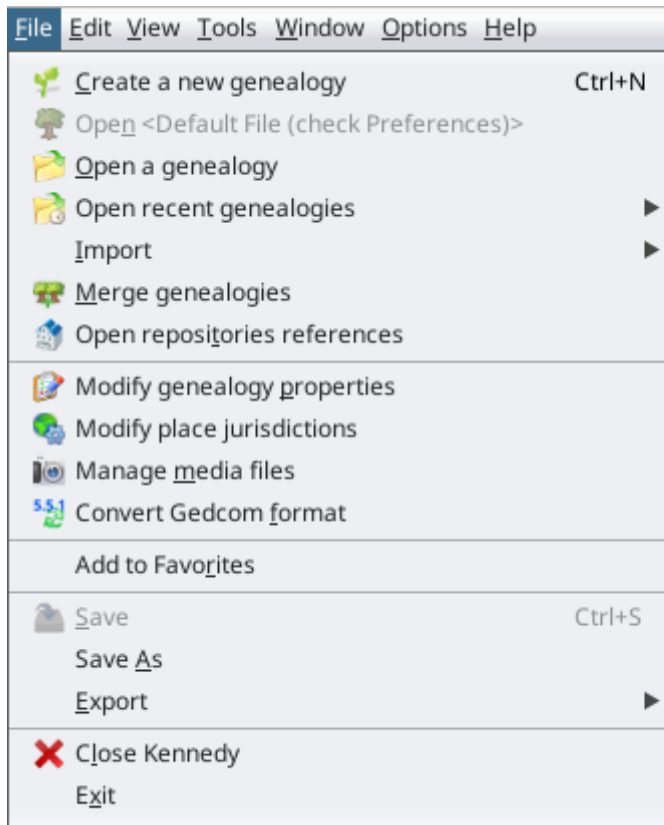 File Edit View Tools Window Options Help
Create a new genealogy Ctrl+N
Open <Default File (check Preferences)>
Open a genealogy
Open recent genealogies
Import
Merge genealogies
Open repositories references
Modify genealogy properties
Modify place jurisdictions
Manage media files
5.5.1 Convert Gedcom format
Add to Favorites
Save Ctrl+S
Save As
Export
Close Kennedy
Exit